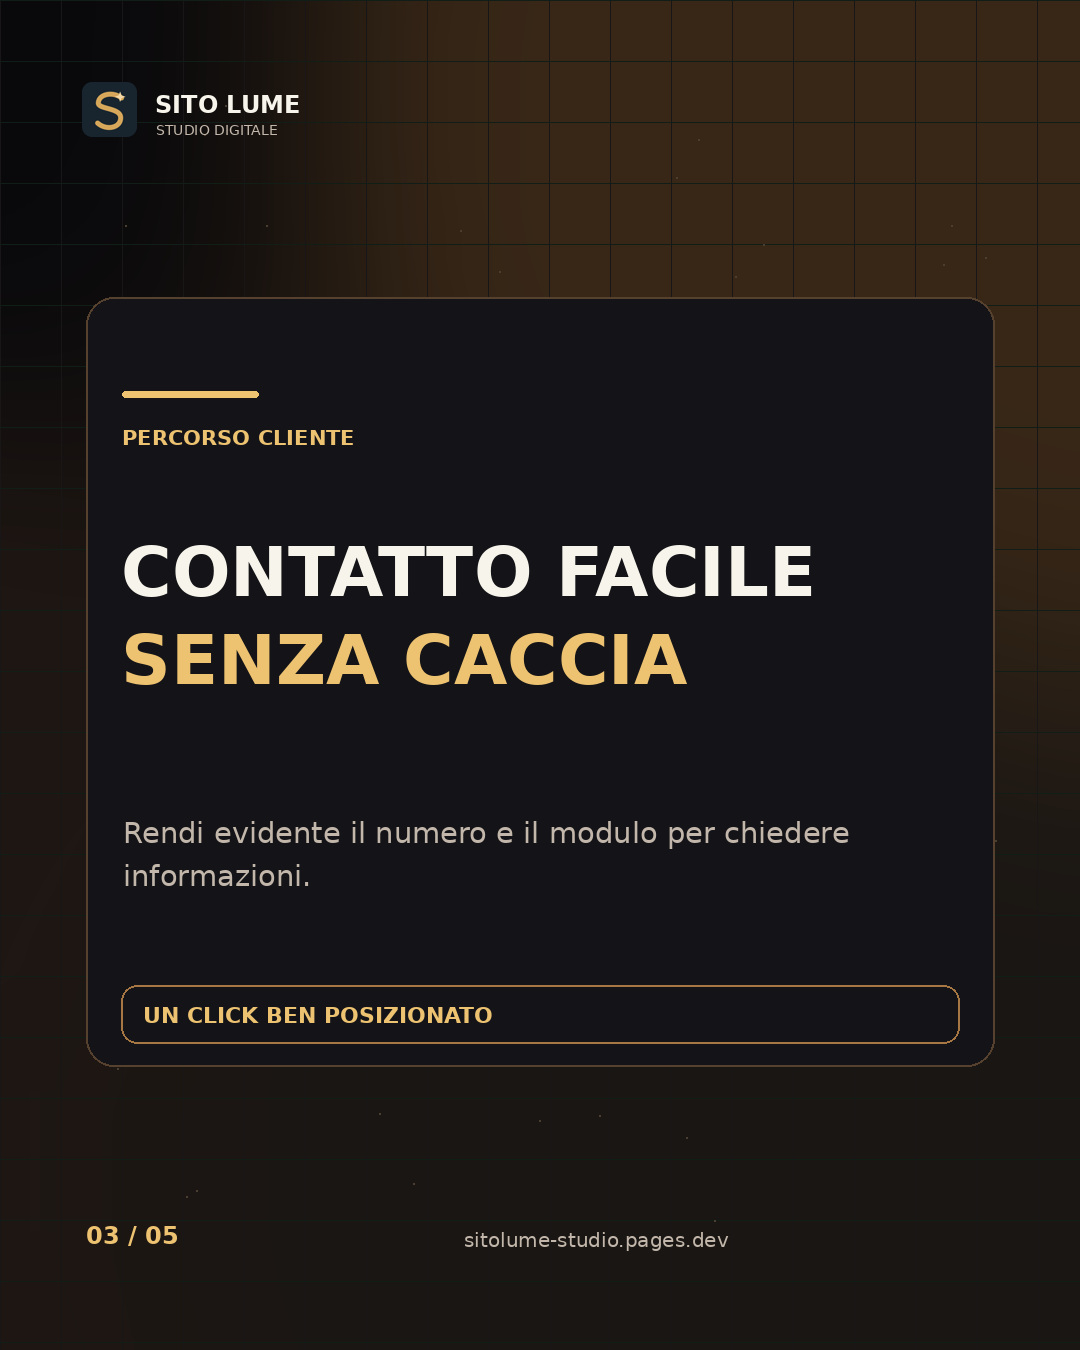 SITO LUME
STUDIO DIGITALE
PERCORSO CLIENTE
CONTATTO FACILE
SENZA CACCIA
Rendi evidente il numero e il modulo per chiedere
informazioni.
UN CLICK BEN POSIZIONATO
03 / 05
sitolume-studio.pages.dev